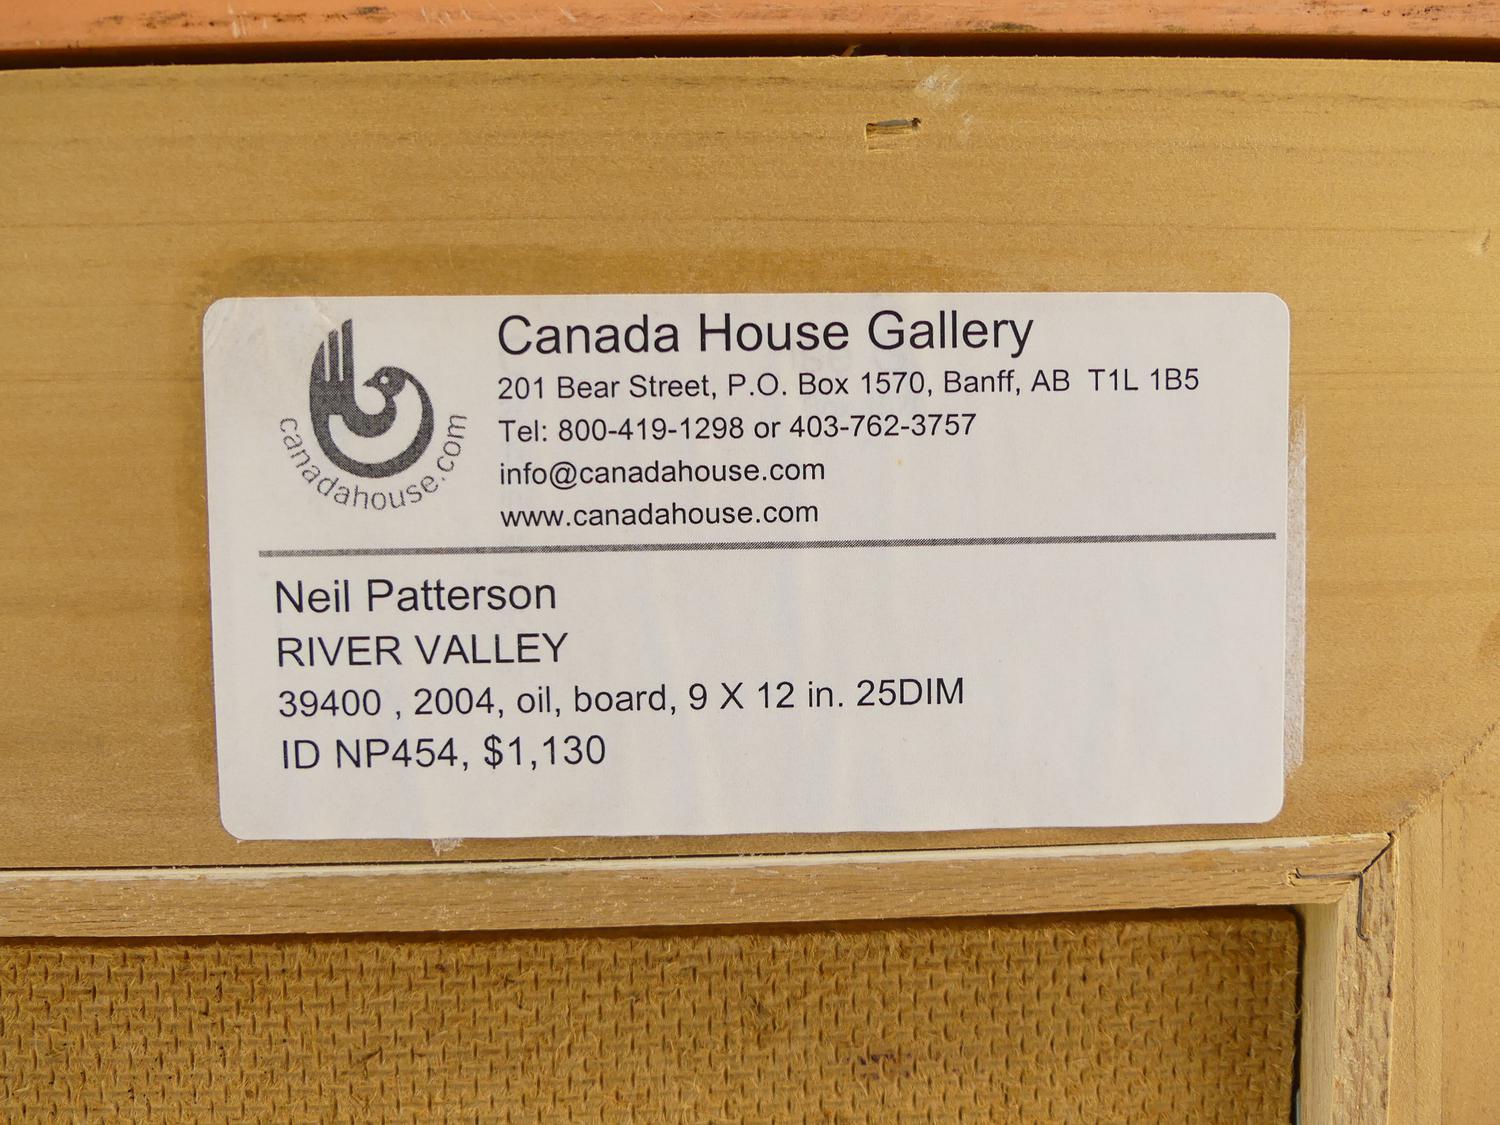 Canada House Gallery
201 Bear Street, P.O. Box 1570, Banff, AB  T1L 1B5
Tel: 800-419-1298 or 403-762-3757
info@canadahouse.com
www.canadahouse.com
canadahouse.com
Neil Patterson
RIVER VALLEY
39400 , 2004, oil, board, 9 X 12 in. 25DIM
ID NP454, $1,130